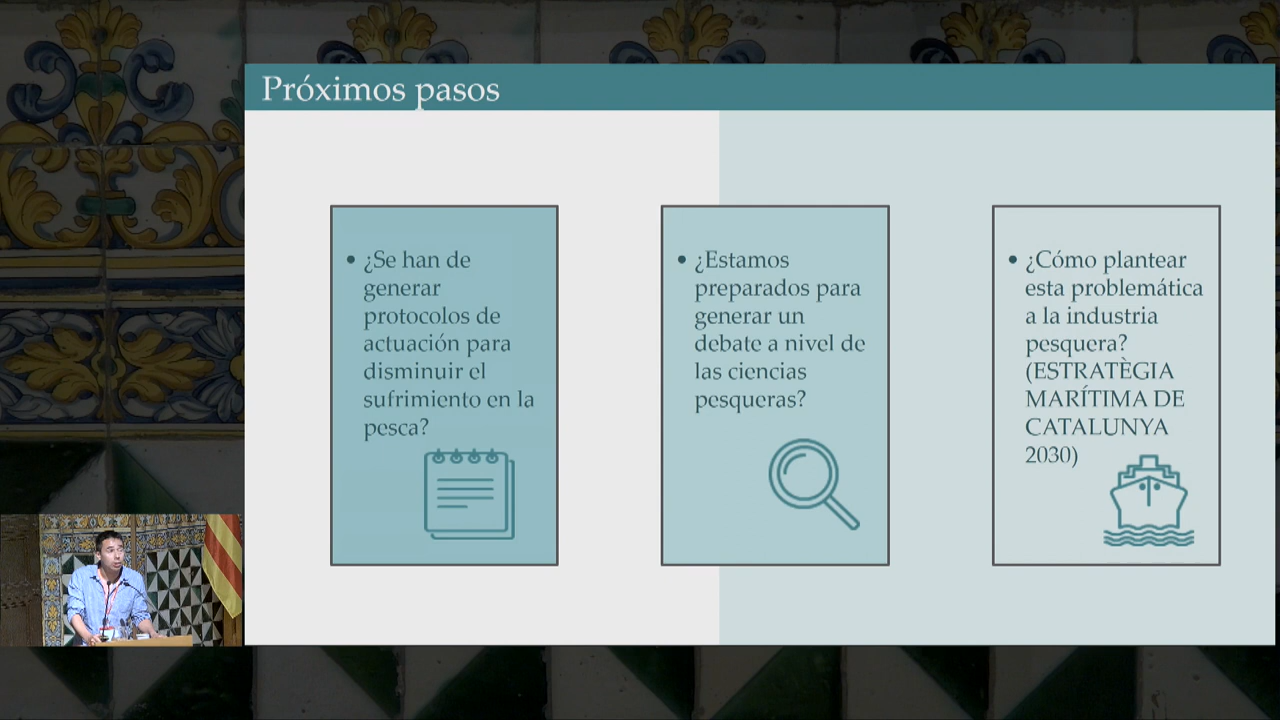 Próximos pasos
• ¿Se han de
generar
protocolos de
actuación para
disminuir el
sufrimiento en la
pesca?
• ¿Estamos
preparados para
generar un
debate a nivel de
las ciencias
pesqueras?
• ¿Cómo plantear
esta problemática
a la industria
pesquera?
(ESTRATÈGIA
MARÍTIMA DE
CATALUNYA
2030)